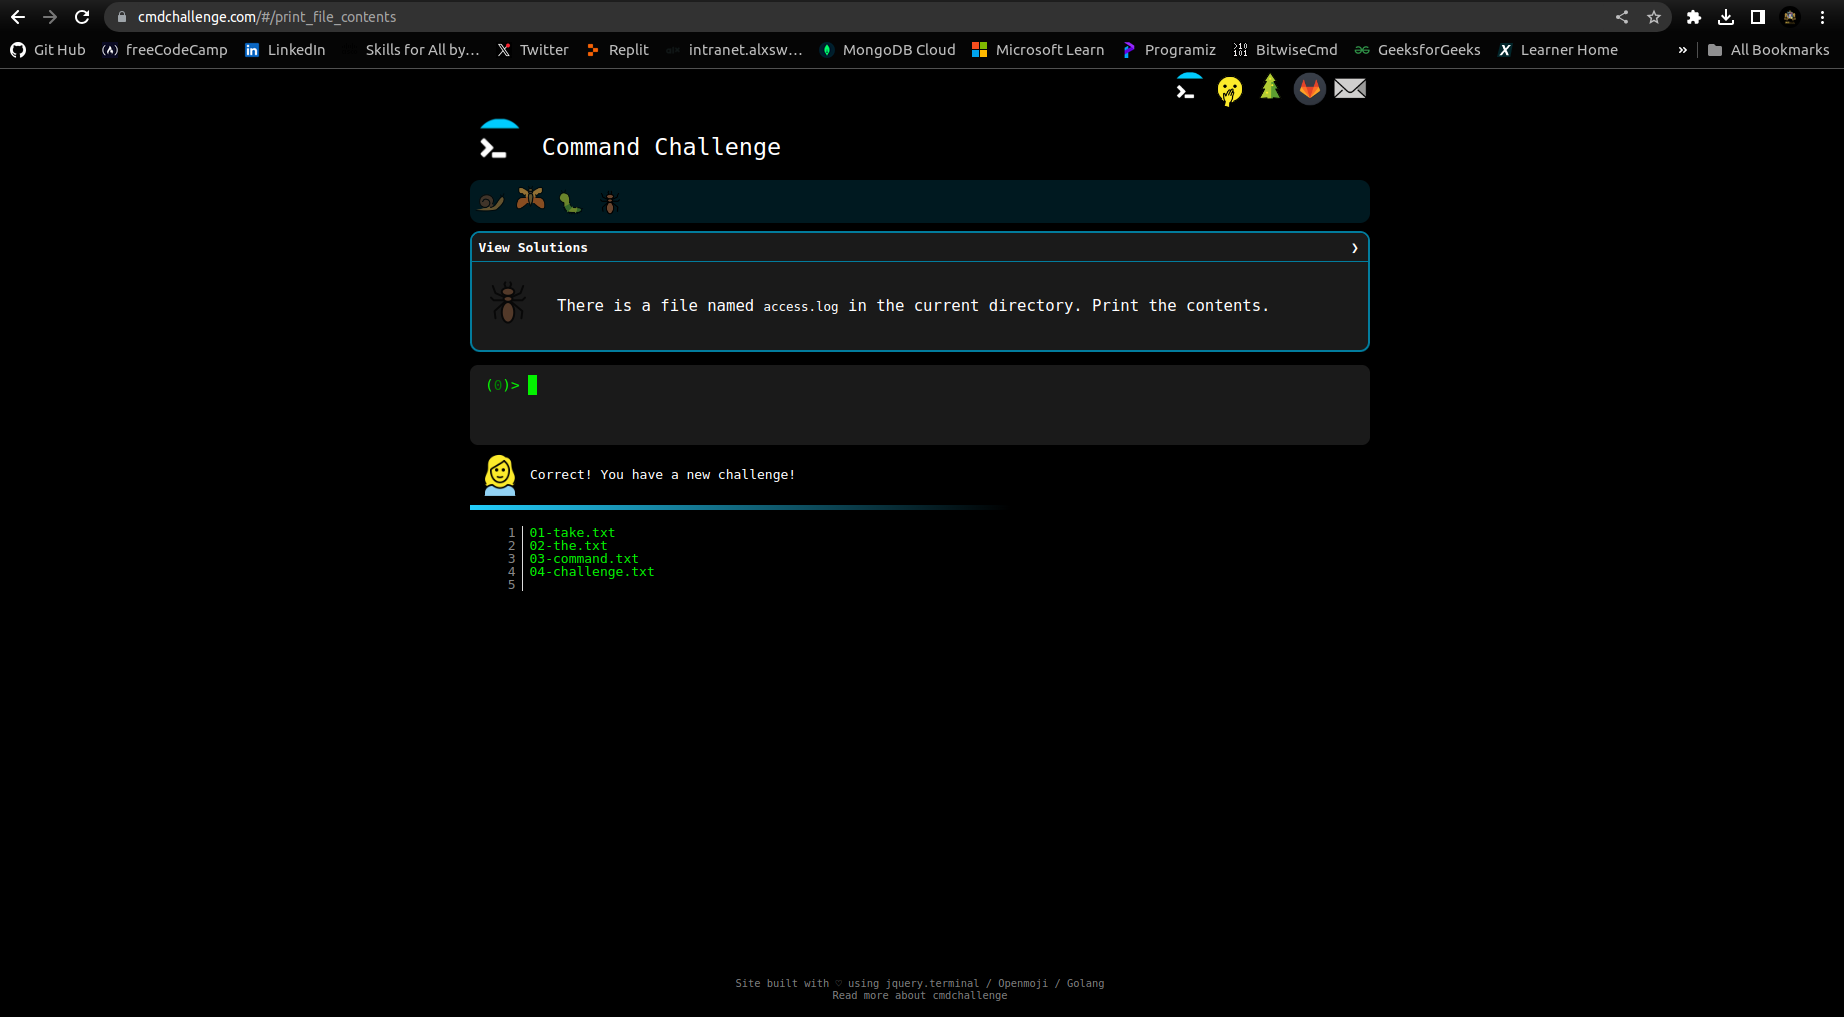 cmdchallenge.com/#/print_file_contents
Git Hub freeCodeCamp LinkedIn Skills for All by... Twitter Replit intranet.alxsw... MongoDB Cloud Microsoft Learn Programiz BitwiseCmd GeeksforGeeks Learner Home » All Bookmarks
Command Challenge
View Solutions ❯
There is a file named access.log in the current directory. Print the contents.
(0)>
Correct! You have a new challenge!
1 01-take.txt
2 02-the.txt
3 03-command.txt
4 04-challenge.txt
5
Site built with ♡ using jquery.terminal / Openmoji / Golang
Read more about cmdchallenge